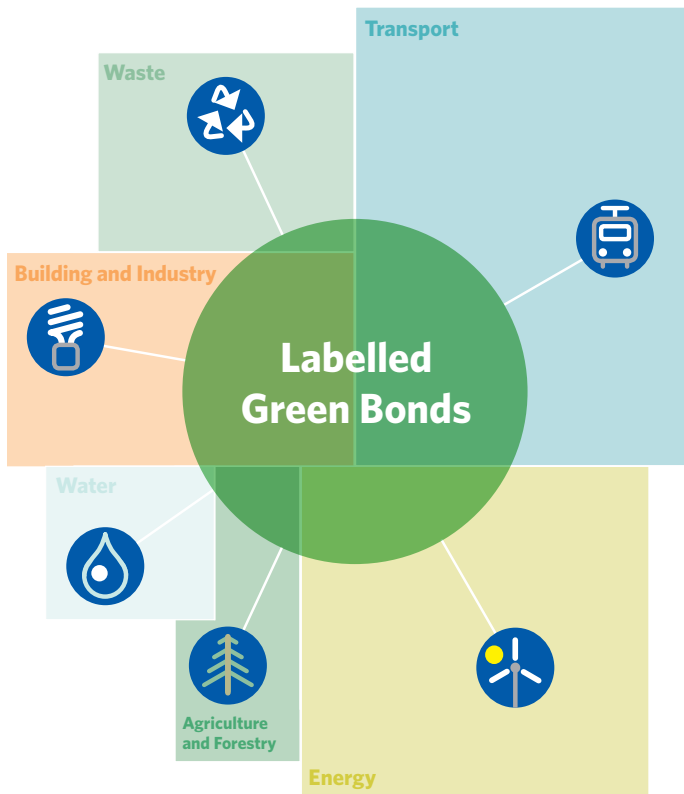 Transport
Waste
Building and Industry
Labelled
Green Bonds
Water
Agriculture
and Forestry
Energy